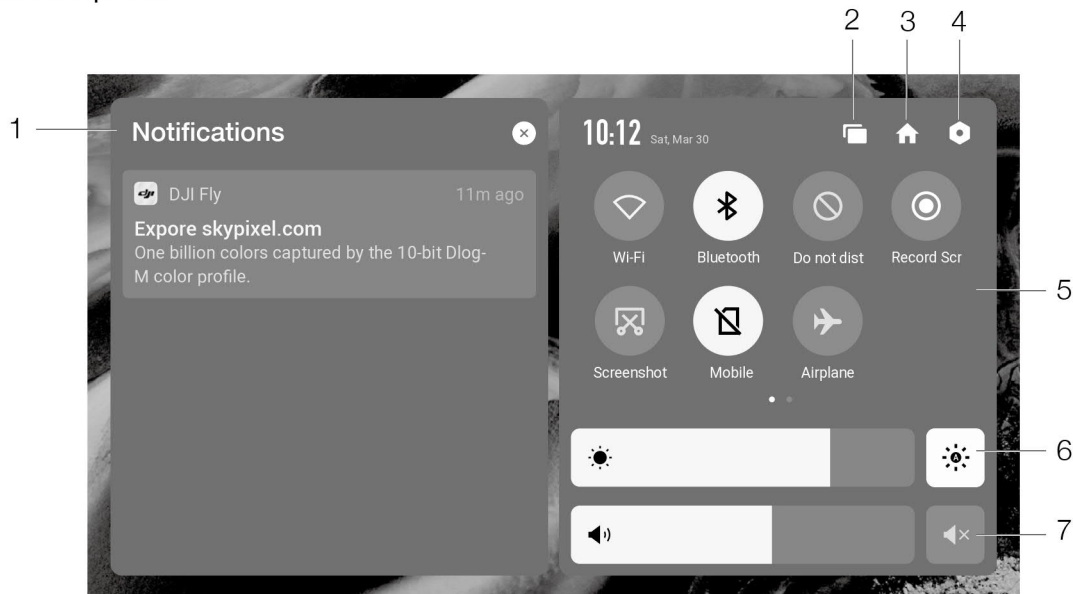 2 3 4
1
Notifications
10:12 Sat, Mar 30
dji DJI Fly 11m ago
Expore skypixel.com
One billion colors captured by the 10-bit Dlog-
M color profile.
Wi-Fi Bluetooth Do not dist Record Scr
5
Screenshot Mobile Airplane
A 6
7